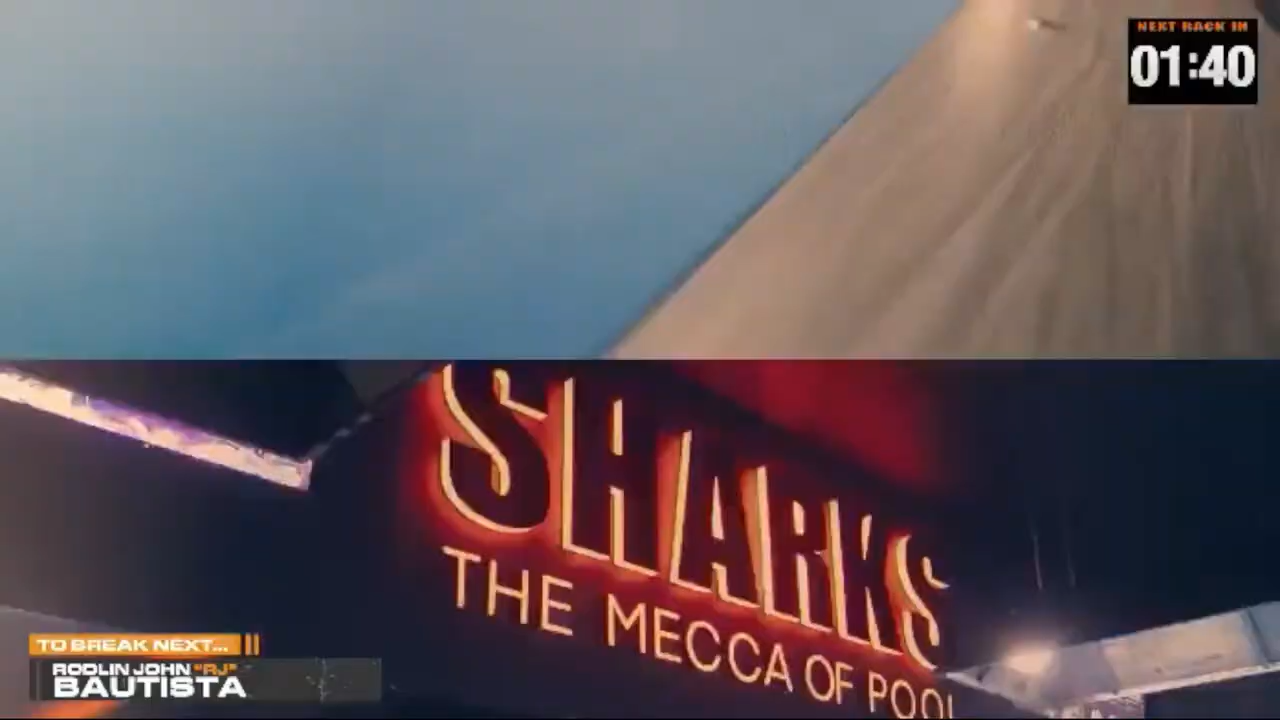 NEXT RACK IN
01:40
SHARKS
THE MECCA OF POOL
TO BREAK NEXT...
RODLIN JOHN "RJ"
BAUTISTA